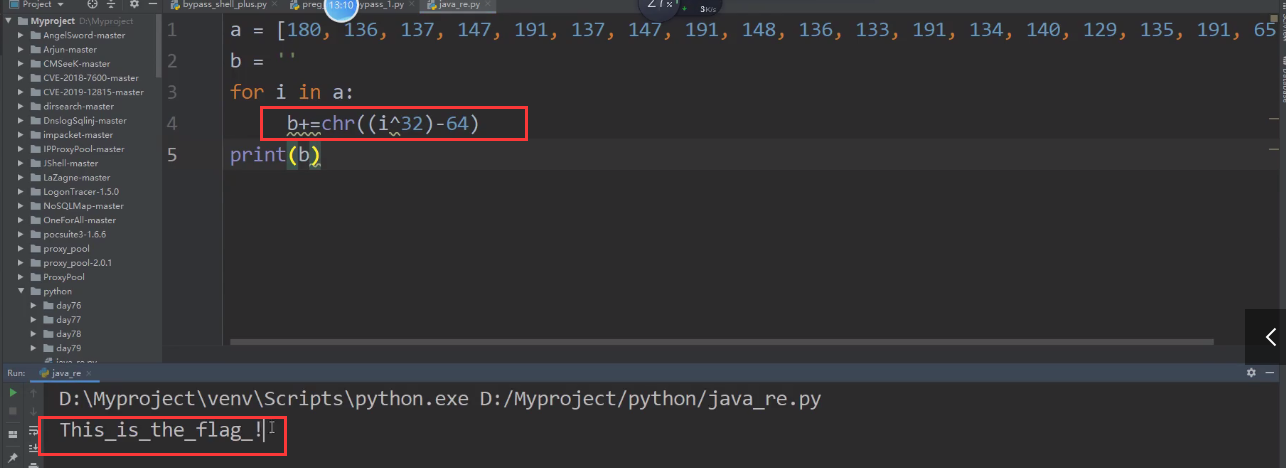 Project
bypass_shell_plus.py
bypass_1.py
java_re.py
13:10
27%
3K/s
Myproject D:\Myproject
AngelSword-master
Arjun-master
CMSeeK-master
CVE-2018-7600-master
CVE-2019-12815-master
dirsearch-master
DnslogSqlinj-master
impacket-master
IPProxyPool-master
JShell-master
LaZagne-master
LogonTracer-1.5.0
NoSQLMap-master
OneForAll-master
pocsuite3-1.6.6
proxy_pool
proxy_pool-2.0.1
ProxyPool
python
day76
day77
day78
day79
java_re.py
1 a = [180, 136, 137, 147, 191, 137, 147, 191, 148, 136, 133, 191, 134, 140, 129, 135, 191, 65
2 b = ''
3 for i in a:
4 b+=chr((i^32)-64)
5 print(b)
Run: java_re
D:\Myproject\venv\Scripts\python.exe D:/Myproject/python/java_re.py
This_is_the_flag_!